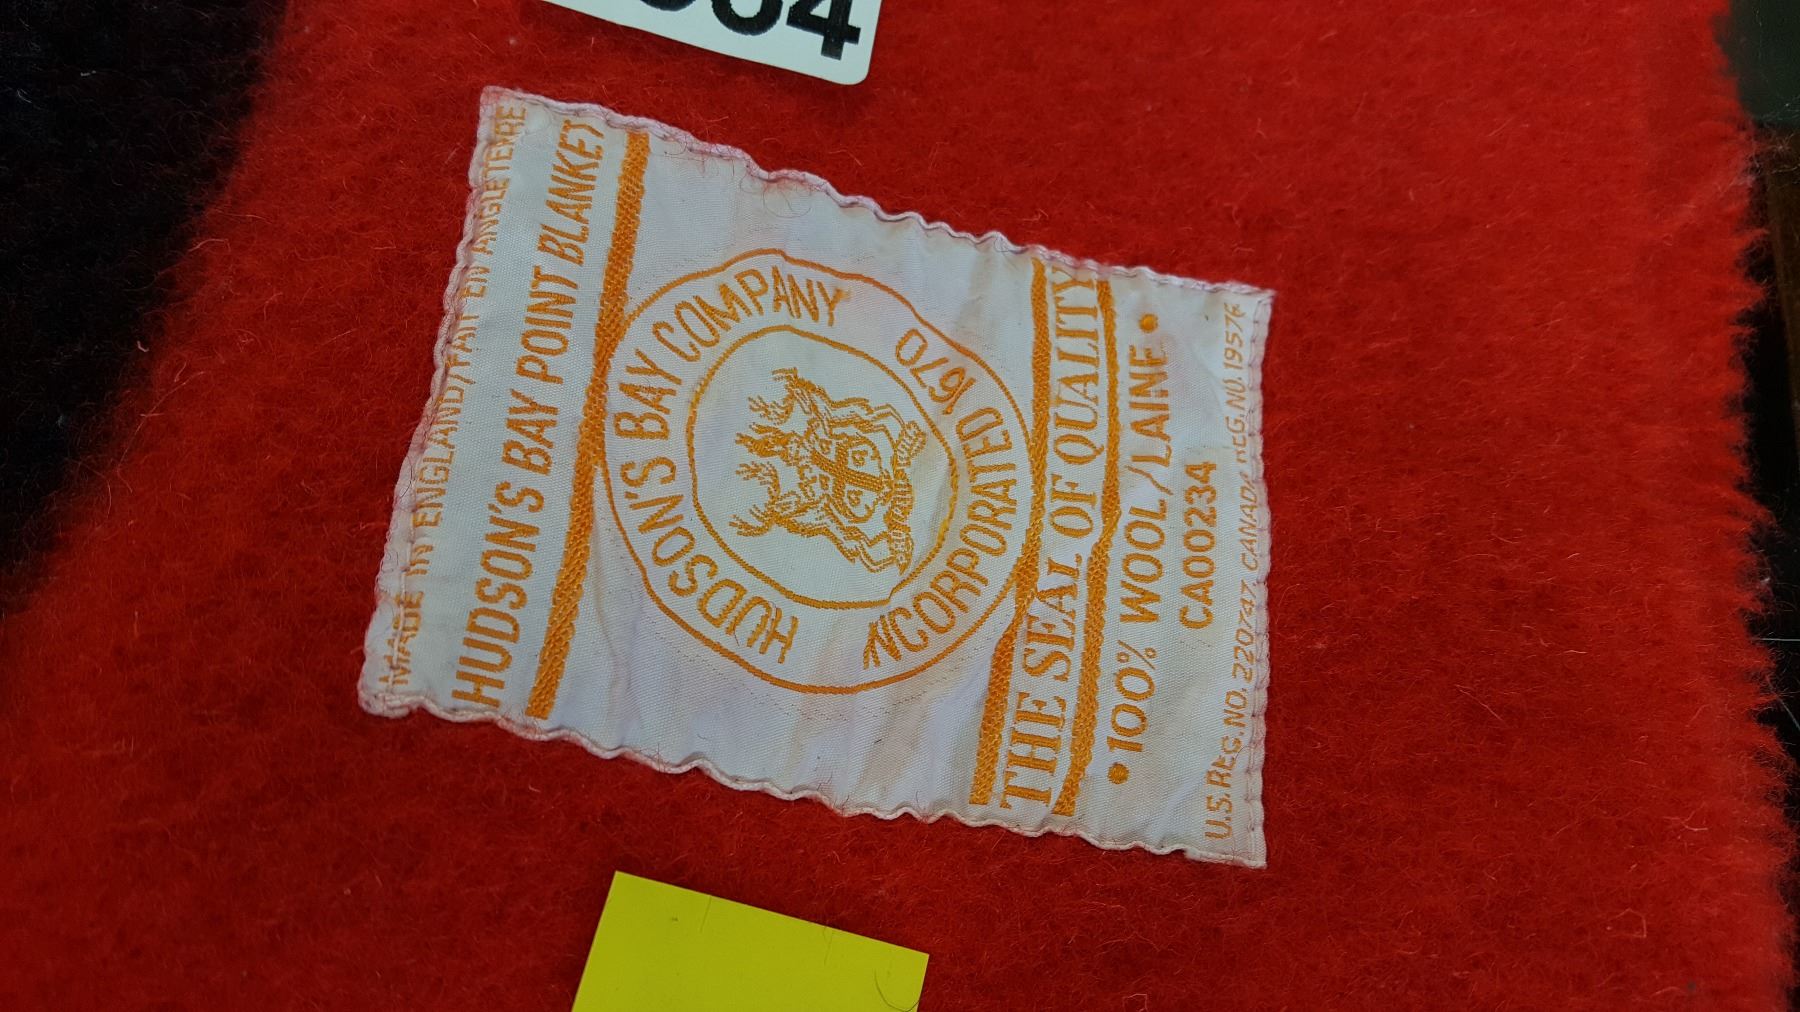 MADE IN ENGLAND/FAIT EN ANGLETERRE
HUDSON'S BAY POINT BLANKET
HUDSON'S BAY COMPANY
INCORPORATED 1670
THE SEAL OF QUALITY
• 100% WOOL/LAINE •
CA00234
U.S.REG.NO. 220747 CANADA REG.NO.